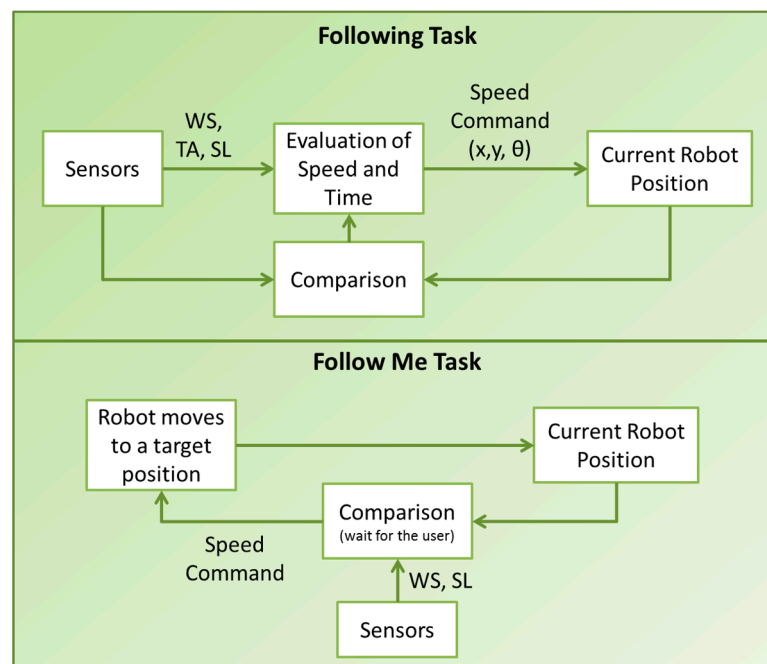 Following Task
WS,
TA, SL
Speed
Command
(x,y, θ)
Sensors
Evaluation of
Speed and
Time
Current Robot
Position
Comparison
Follow Me Task
Robot moves
to a target
position
Current Robot
Position
Comparison
(wait for the user)
Speed
Command
WS, SL
Sensors